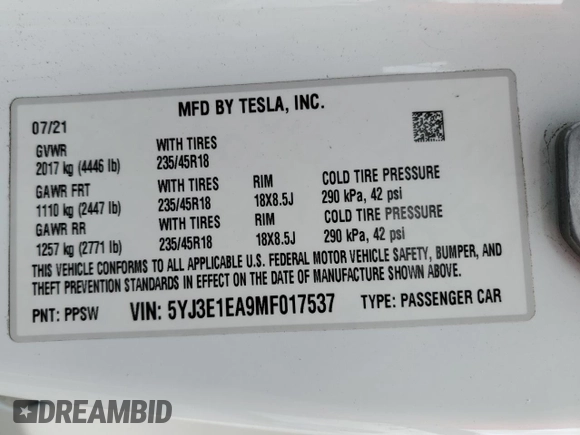 MFD BY TESLA, INC.
07/21
GVWR WITH TIRES
2017 kg (4446 lb) 235/45R18
GAWR FRT WITH TIRES RIM COLD TIRE PRESSURE
1110 kg (2447 lb) 235/45R18 18X8.5J 290 kPa, 42 psi
GAWR RR WITH TIRES RIM COLD TIRE PRESSURE
1257 kg (2771 lb) 235/45R18 18X8.5J 290 kPa, 42 psi
THIS VEHICLE CONFORMS TO ALL APPLICABLE U.S. FEDERAL MOTOR VEHICLE SAFETY, BUMPER, AND
THEFT PREVENTION STANDARDS IN EFFECT ON THE DATE OF MANUFACTURE SHOWN ABOVE.
PNT: PPSW VIN: 5YJ3E1EA9MF017537 TYPE: PASSENGER CAR
DREAMBID